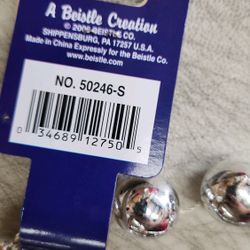 A Beistle Creation
© 2006 BEISTLE CO.
SHIPPENSBURG, PA 17257 U.S.A.
Made in China Expressly for the Beistle Co.
www.beistle.com
NO. 50246-S
0 34689 12750 5